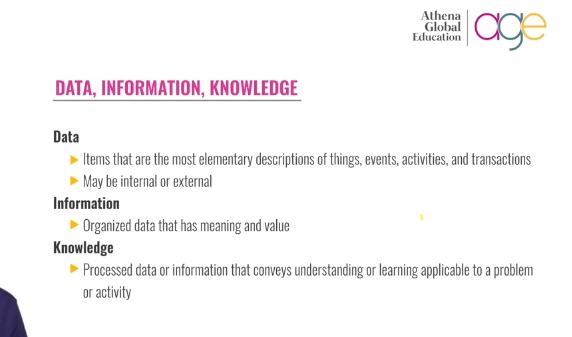 Athena
Global
Education
age
DATA, INFORMATION, KNOWLEDGE
Data
Items that are the most elementary descriptions of things, events, activities, and transactions
May be internal or external
Information
Organized data that has meaning and value
Knowledge
Processed data or information that conveys understanding or learning applicable to a problem
or activity